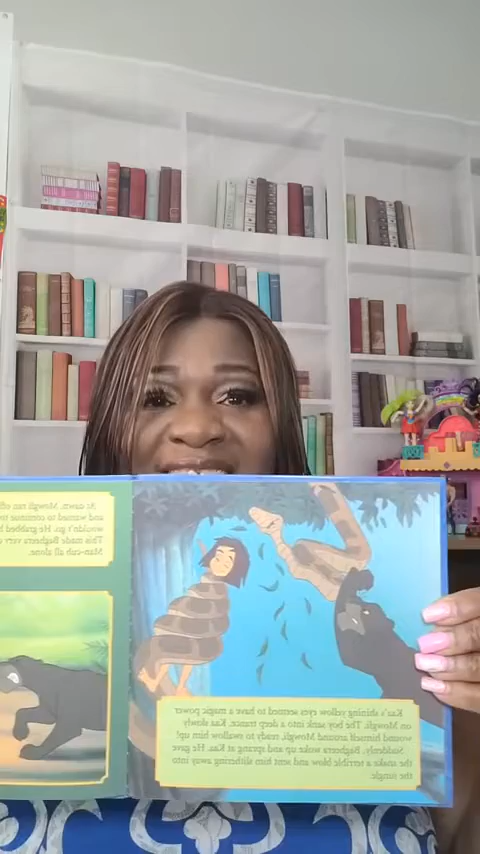 Kaa's shining yellow eyes seemed to have a magic power
on Mowgli. The boy sank into a deep trance. Kaa slowly
wound himself around Mowgli, ready to swallow him up!
Suddenly, Bagheera woke up and sprang at Kaa. He gave
the snake a terrible blow and sent him slithering away into
the jungle.
At dawn, Mowgli ran
and wanted to continue
wouldn't go. He grabbed
This made Bagheera very
Man-cub all alone.